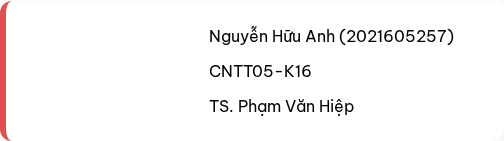 Nguyễn Hữu Anh (2021605257)
CNTT05-K16
TS. Phạm Văn Hiệp